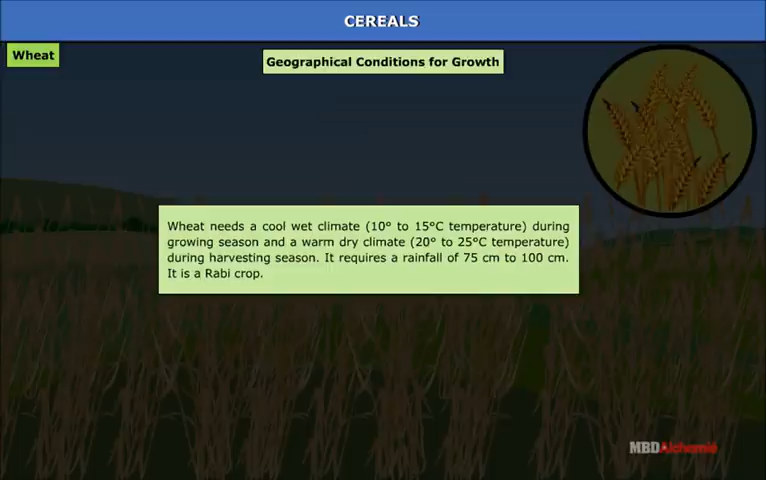 CEREALS
Wheat
Geographical Conditions for Growth
Wheat needs a cool wet climate (10° to 15°C temperature) during
growing season and a warm dry climate (20° to 25°C temperature)
during harvesting season. It requires a rainfall of 75 cm to 100 cm.
It is a Rabi crop.
MBDAlchemie